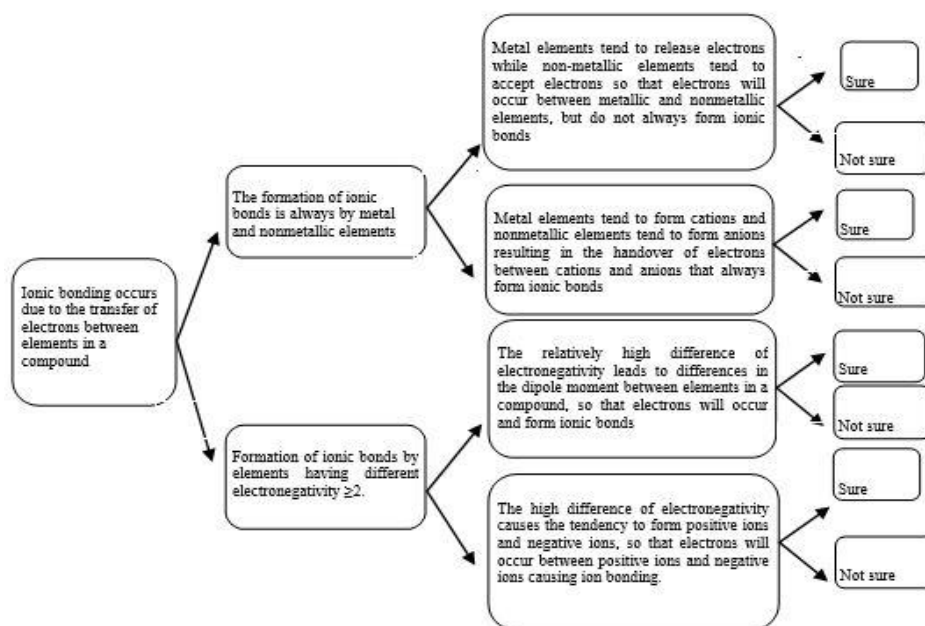 Metal elements tend to release electrons
while non-metallic elements tend to
accept electrons so that electrons will
occur between metallic and nonmetallic
elements, but do not always form ionic
bonds
Sure
Not sure
The formation of ionic
bonds is always by metal
and nonmetallic elements
Metal elements tend to form cations and
nonmetallic elements tend to form anions
resulting in the handover of electrons
between cations and anions that always
form ionic bonds
Sure
Not sure
Ionic bonding occurs
due to the transfer of
electrons between
elements in a
compound
The relatively high difference of
electronegativity leads to differences in
the dipole moment between elements in a
compound, so that electrons will occur
and form ionic bonds
Sure
Not sure
Formation of ionic bonds by
elements having different
electronegativity ≥2.
The high difference of electronegativity
causes the tendency to form positive ions
and negative ions, so that electrons will
occur between positive ions and negative
ions causing ion bonding.
Sure
Not sure